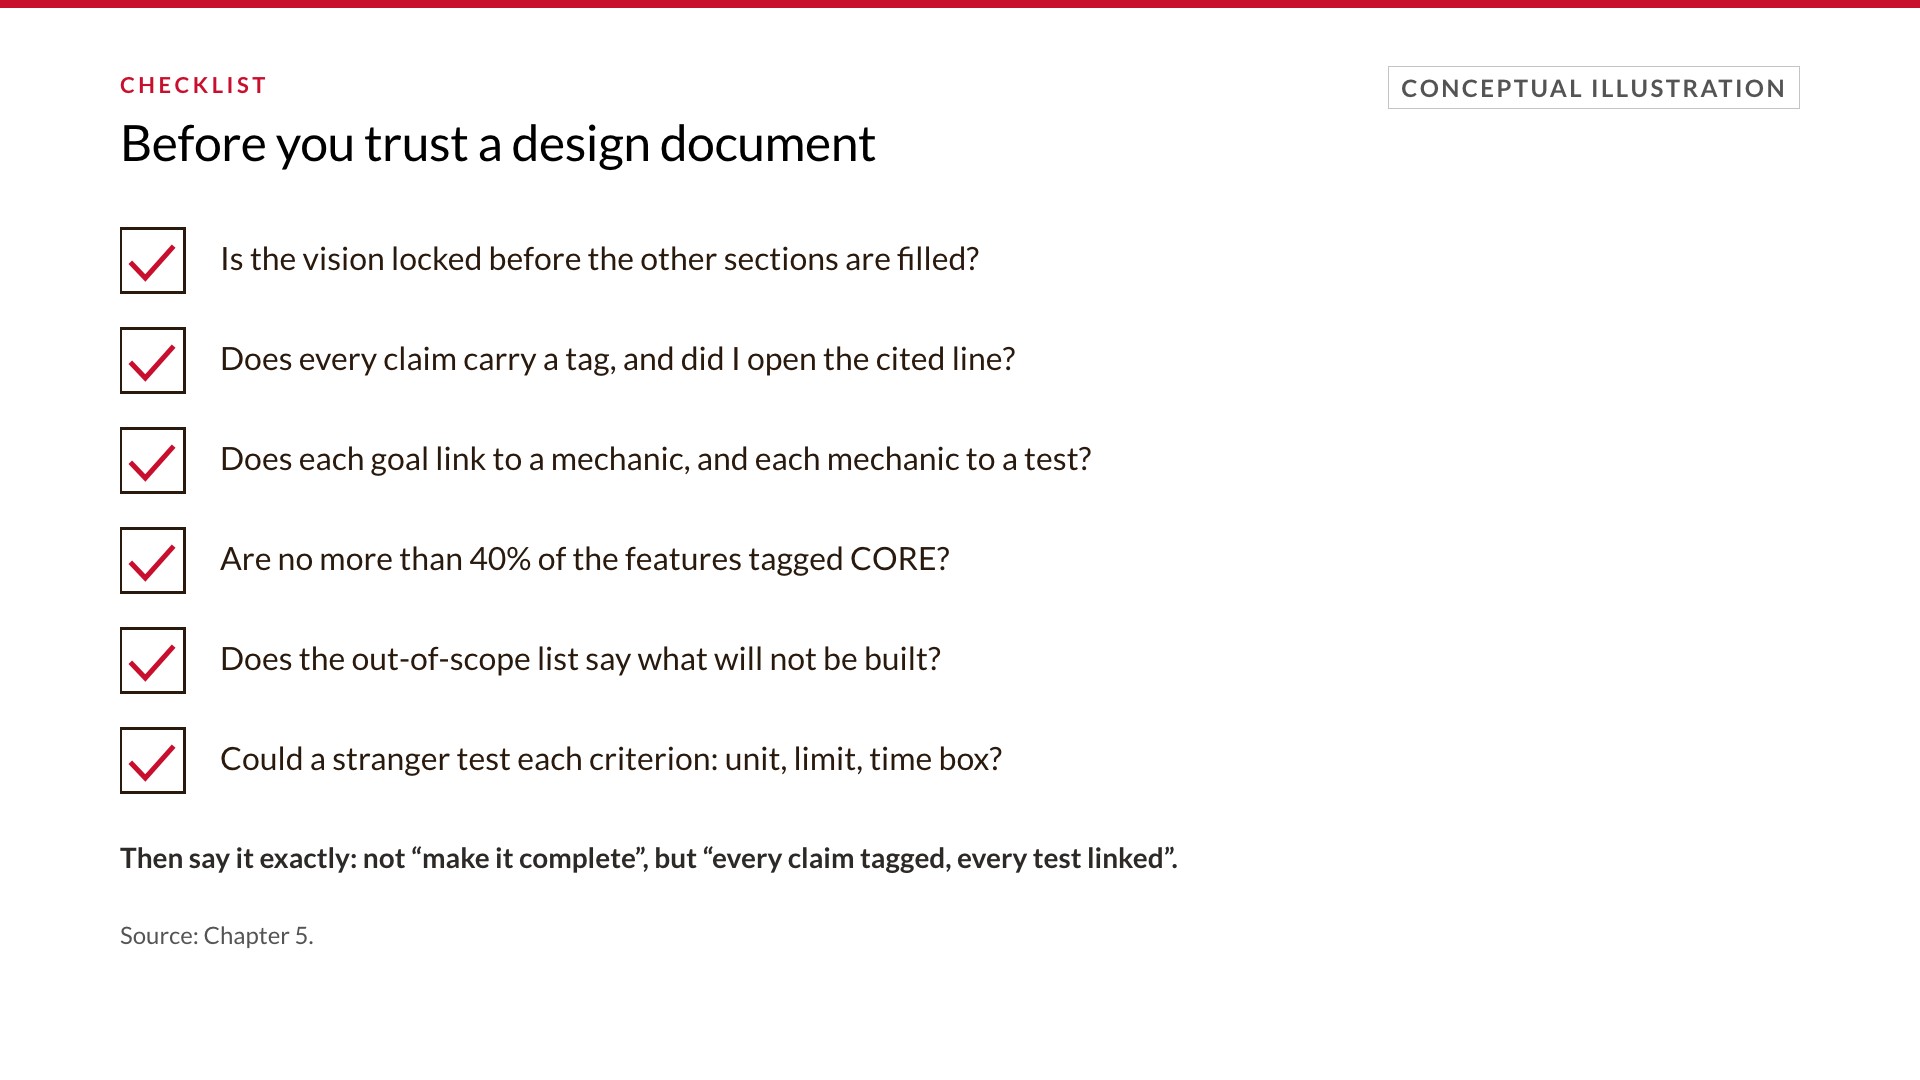 CHECKLIST
CONCEPTUAL ILLUSTRATION
Before you trust a design document
Is the vision locked before the other sections are filled?
Does every claim carry a tag, and did I open the cited line?
Does each goal link to a mechanic, and each mechanic to a test?
Are no more than 40% of the features tagged CORE?
Does the out-of-scope list say what will not be built?
Could a stranger test each criterion: unit, limit, time box?
Then say it exactly: not “make it complete”, but “every claim tagged, every test linked”.
Source: Chapter 5.